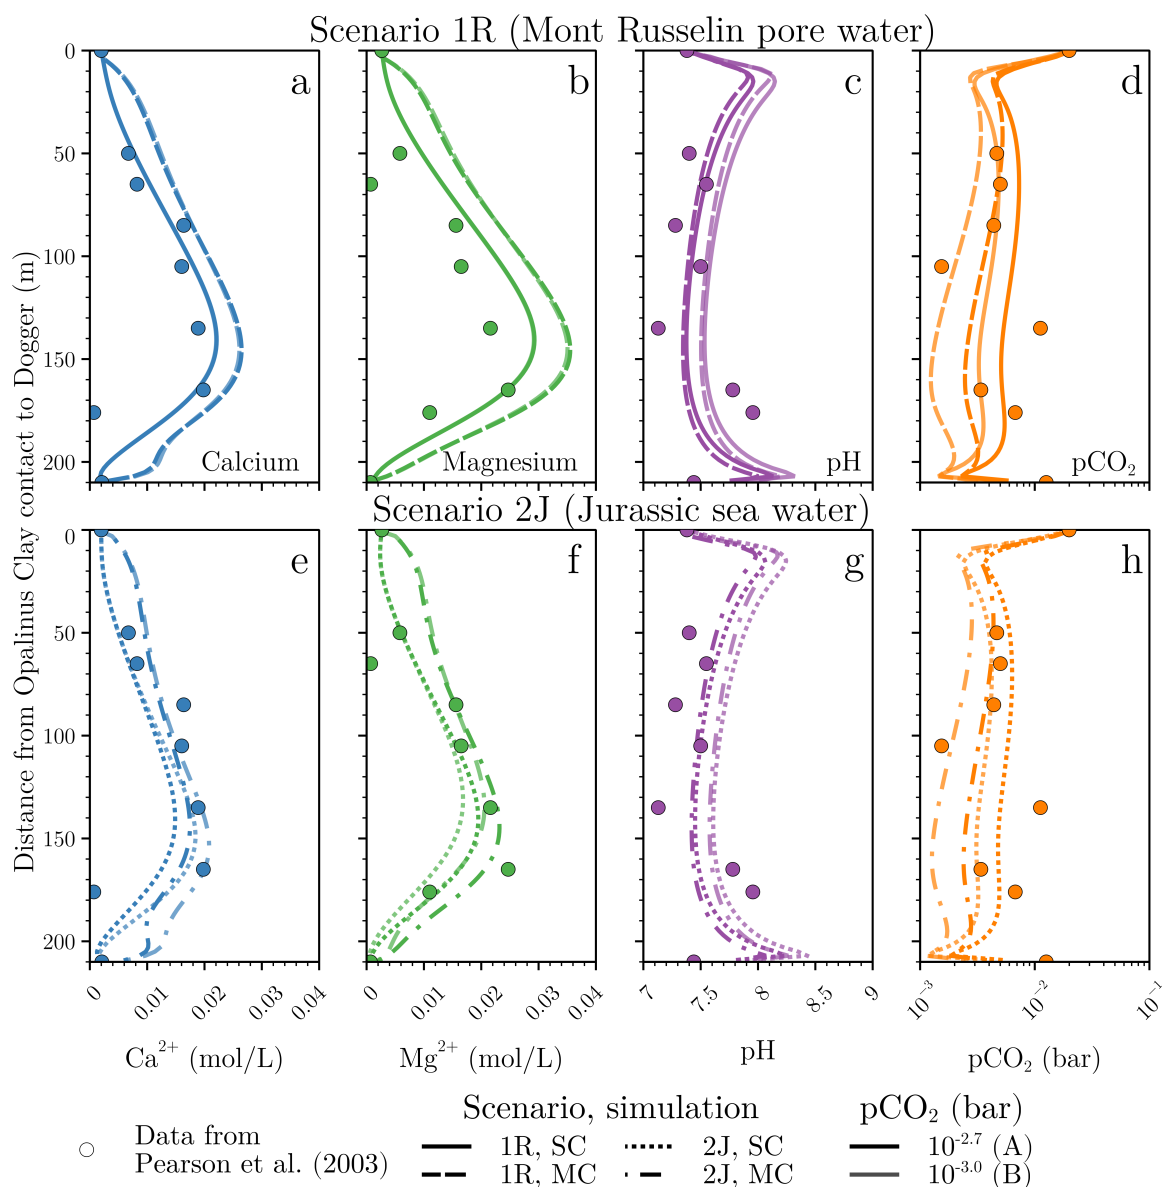 Scenario 1R (Mont Russelin pore water)
a
b
c
d
0
50
100
150
200
Calcium
Magnesium
pH
pCO₂
Scenario 2J (Jurassic sea water)
e
f
g
h
0
50
100
150
200
Distance from Opalinus Clay contact to Dogger (m)
0 0.01 0.02 0.03 0.04
0 0.01 0.02 0.03 0.04
7 7.5 8 8.5 9
10⁻³ 10⁻² 10⁻¹
Ca²⁺ (mol/L)
Mg²⁺ (mol/L)
pH
pCO₂ (bar)
Data from
Pearson et al. (2003)
Scenario, simulation
1R, SC
2J, SC
1R, MC
2J, MC
pCO₂ (bar)
10⁻²·⁷ (A)
10⁻³·⁰ (B)